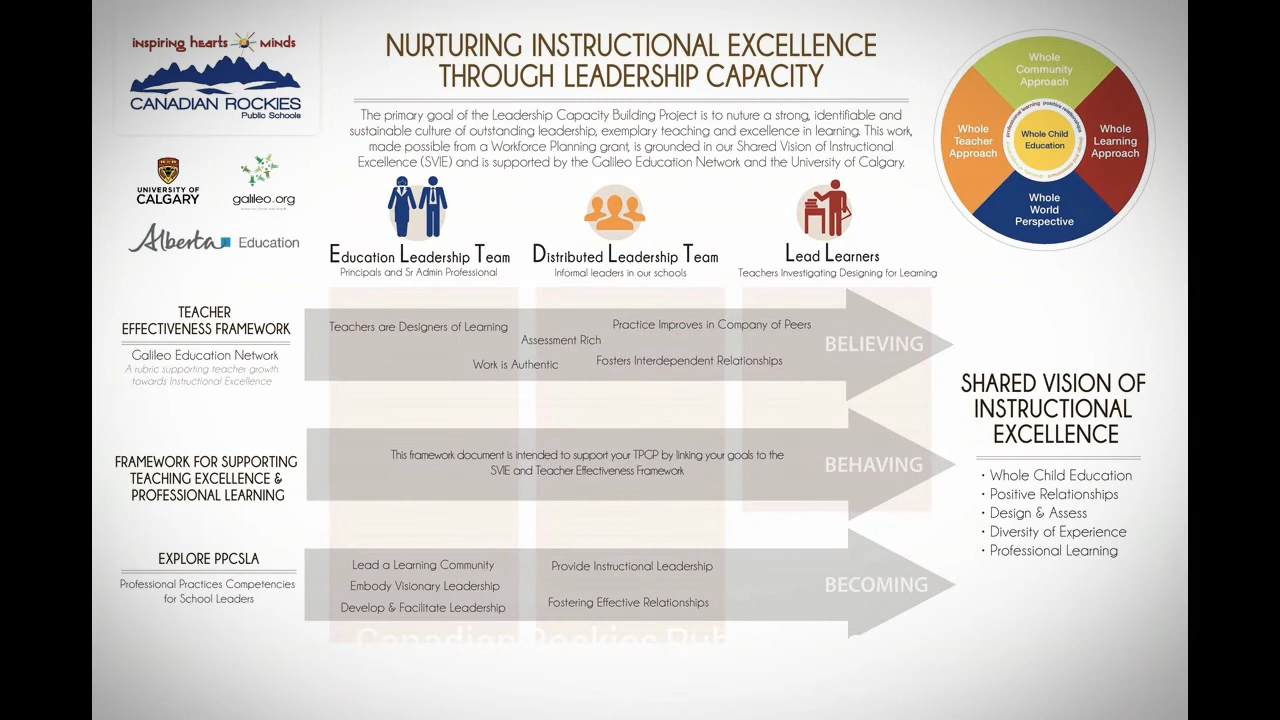 inspiring hearts minds
CANADIAN ROCKIES
Public Schools
UNIVERSITY OF
CALGARY
galileo.org
Alberta Education
NURTURING INSTRUCTIONAL EXCELLENCE
THROUGH LEADERSHIP CAPACITY
The primary goal of the Leadership Capacity Building Project is to nuture a strong, identifiable and
sustainable culture of outstanding leadership, exemplary teaching and excellence in learning. This work,
made possible from a Workforce Planning grant, is grounded in our Shared Vision of Instructional
Excellence (SVIE) and is supported by the Galileo Education Network and the University of Calgary.
Whole
Community
Approach
Whole
Teacher
Approach
professional learning positive relationships
Whole Child
Education
Whole
Learning
Approach
Whole
World
Perspective
Education Leadership Team
Principals and Sr Admin Professional
Distributed Leadership Team
Informal leaders in our schools
Lead Learners
Teachers Investigating Designing for Learning
TEACHER
EFFECTIVENESS FRAMEWORK
Galileo Education Network
A rubric supporting teacher growth
towards Instructional Excellence
Teachers are Designers of Learning
Practice Improves in Company of Peers
Assessment Rich
Work is Authentic
Fosters Interdependent Relationships
BELIEVING
FRAMEWORK FOR SUPPORTING
TEACHING EXCELLENCE &
PROFESSIONAL LEARNING
This framework document is intended to support your TPGP by linking your goals to the
SVIE and Teacher Effectiveness Framework
BEHAVING
EXPLORE PPCSLA
Professional Practices Competencies
for School Leaders
Lead a Learning Community
Embody Visionary Leadership
Develop & Facilitate Leadership
Provide Instructional Leadership
Fostering Effective Relationships
BECOMING
SHARED VISION OF
INSTRUCTIONAL
EXCELLENCE
· Whole Child Education
· Positive Relationships
· Design & Assess
· Diversity of Experience
· Professional Learning
Canadian Rockies